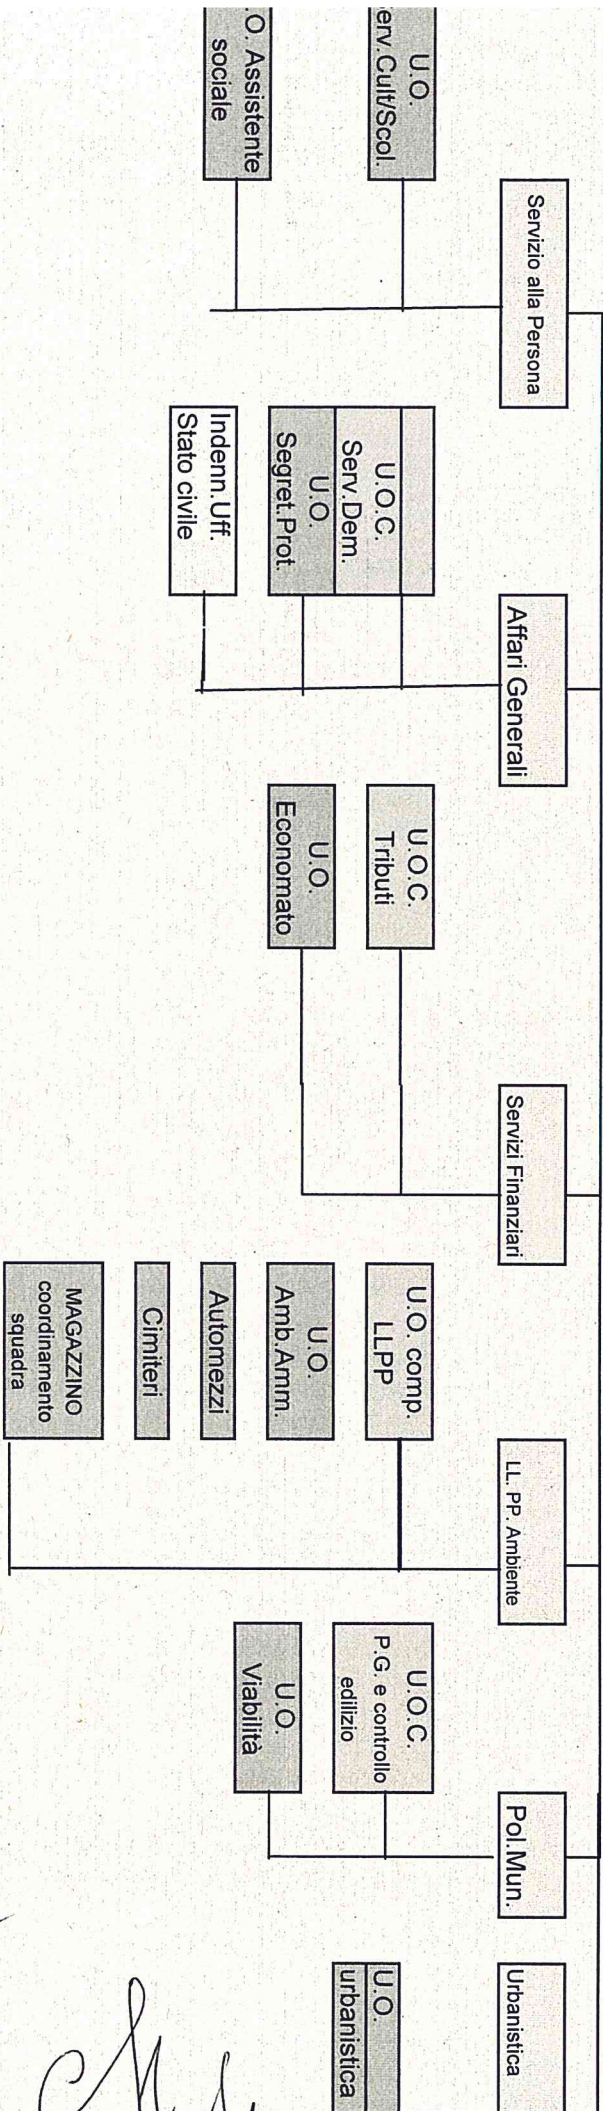 Servizio alla Persona
U.O.
erv.Cult/Scol.
.O. Assistente
sociale
Affari Generali
U.O.C.
Serv.Dem.
U.O.
Segret.Prot.
Indenn.Uff.
Stato civile
Servizi Finanziari
U.O.C.
Tributi
U.O.
Economato
LL. PP. Ambiente
U.O. comp.
LLPP
U.O.
Amb.Amm.
Automezzi
Cimiteri
MAGAZZINO
coordinamento
squadra
Pol.Mun.
U.O.C.
P.G. e controllo
edilizio
U.O.
Viabilità
Urbanistica
U.O.
urbanistica